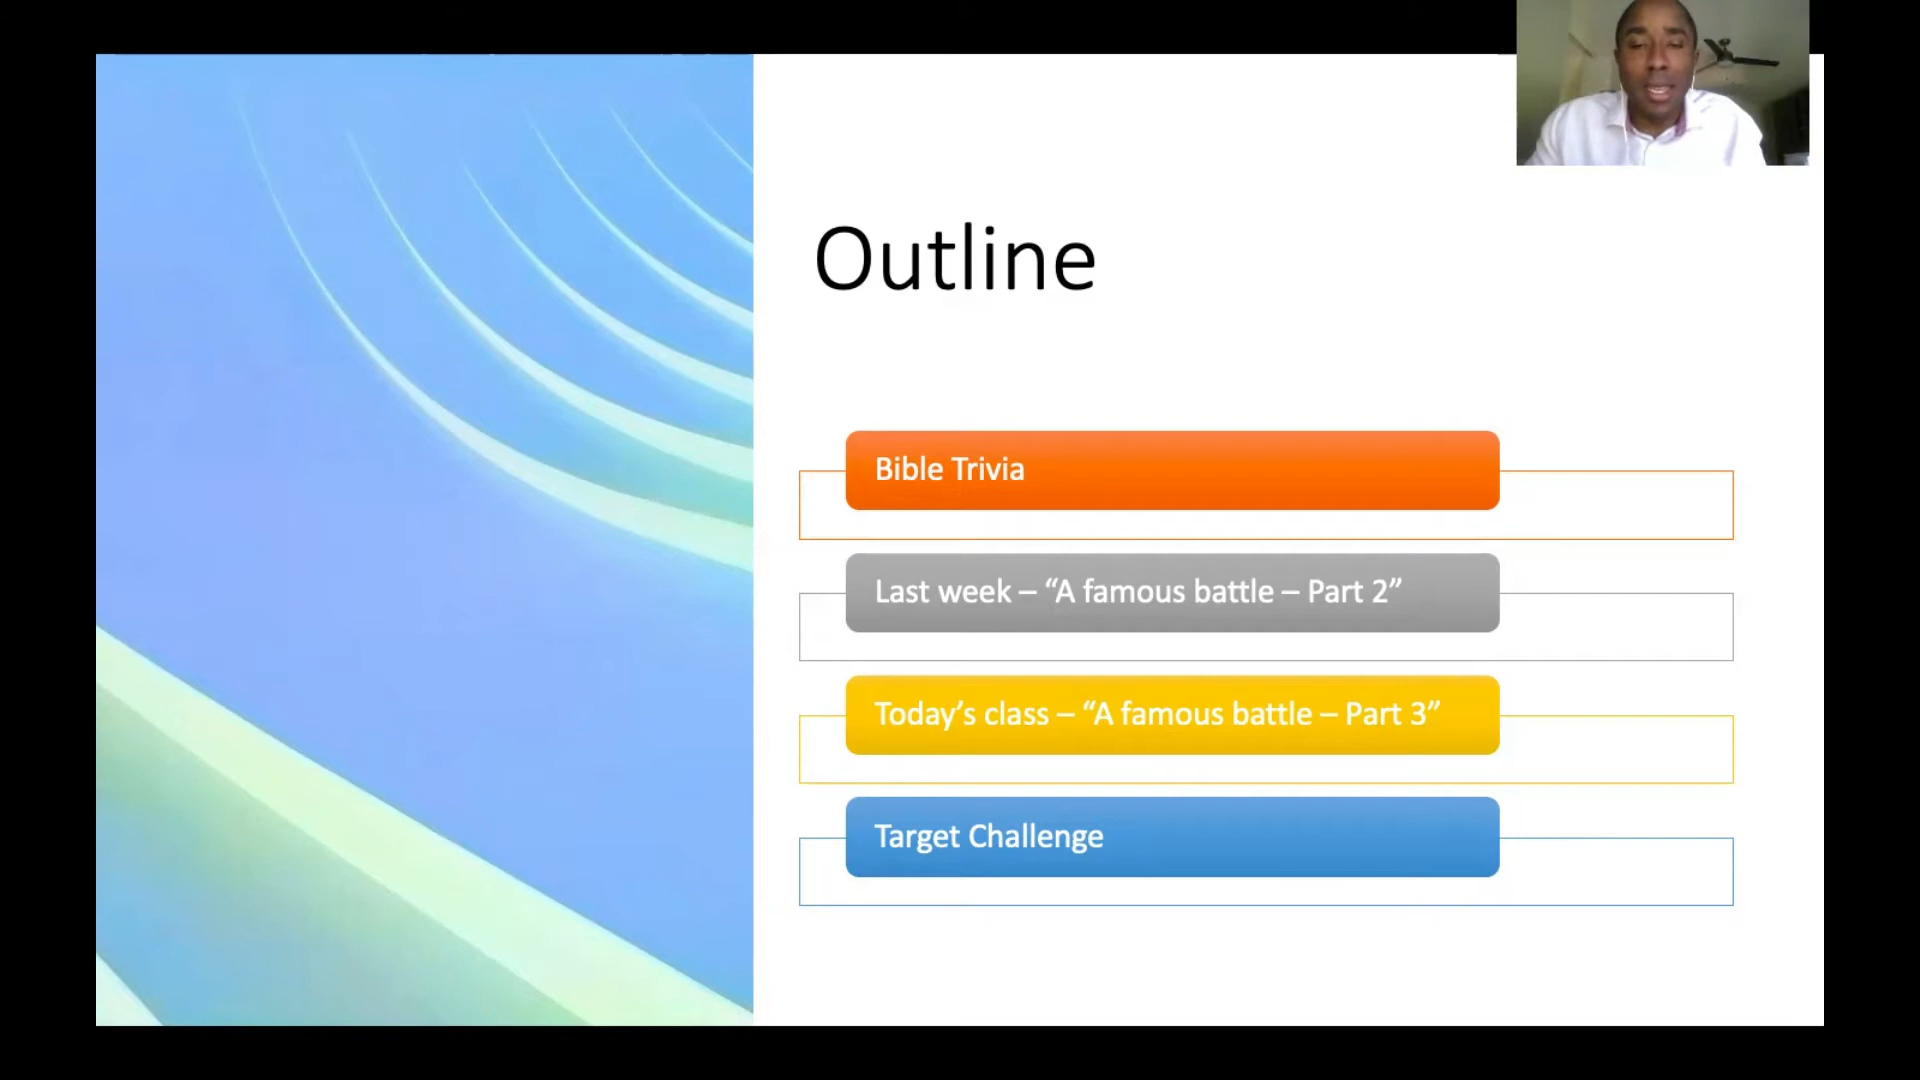 Outline
Bible Trivia
Last week – “A famous battle – Part 2”
Today’s class – “A famous battle – Part 3”
Target Challenge